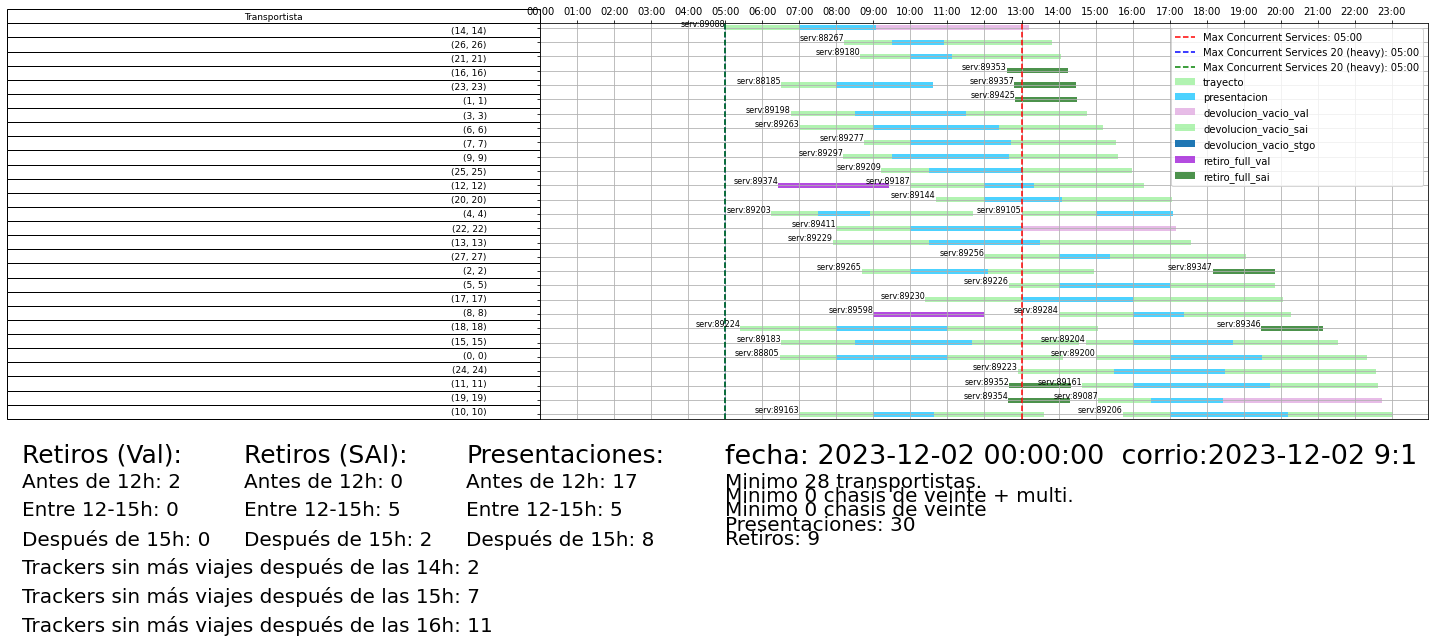 Transportista 00:00 01:00 02:00 03:00 04:00 05:00 06:00 07:00 08:00 09:00 10:00 11:00 12:00 13:00 14:00 15:00 16:00 17:00 18:00 19:00 20:00 21:00 22:00 23:00
(14, 14) serv:89088
(26, 26) serv:88267
(21, 21) serv:89180
(16, 16) serv:89353
(23, 23) serv:88185 serv:89357
(1, 1) serv:89425
(3, 3) serv:89198
(6, 6) serv:89263
(7, 7) serv:89277
(9, 9) serv:89297
(25, 25) serv:89209
(12, 12) serv:89374 serv:89187
(20, 20) serv:89144
(4, 4) serv:89203 serv:89105
(22, 22) serv:89411
(13, 13) serv:89229
(27, 27) serv:89256
(2, 2) serv:89265 serv:89347
(5, 5) serv:89226
(17, 17) serv:89230
(8, 8) serv:89598 serv:89284
(18, 18) serv:89224 serv:89346
(15, 15) serv:89183 serv:89204
(0, 0) serv:88805 serv:89200
(24, 24) serv:89223
(11, 11) serv:89352 serv:89161
(19, 19) serv:89354 serv:89087
(10, 10) serv:89163 serv:89206
Max Concurrent Services: 05:00
Max Concurrent Services 20 (heavy): 05:00
Max Concurrent Services 20 (heavy): 05:00
trayecto
presentacion
devolucion_vacio_val
devolucion_vacio_sai
devolucion_vacio_stgo
retiro_full_val
retiro_full_sai
Retiros (Val):
Antes de 12h: 2
Entre 12-15h: 0
Después de 15h: 0
Retiros (SAI):
Antes de 12h: 0
Entre 12-15h: 5
Después de 15h: 2
Presentaciones:
Antes de 12h: 17
Entre 12-15h: 5
Después de 15h: 8
Trackers sin más viajes después de las 14h: 2
Trackers sin más viajes después de las 15h: 7
Trackers sin más viajes después de las 16h: 11
fecha: 2023-12-02 00:00:00 corrio:2023-12-02 9:1
Minimo 28 transportistas.
Minimo 0 chasis de veinte + multi.
Minimo 0 chasis de veinte
Presentaciones: 30
Retiros: 9